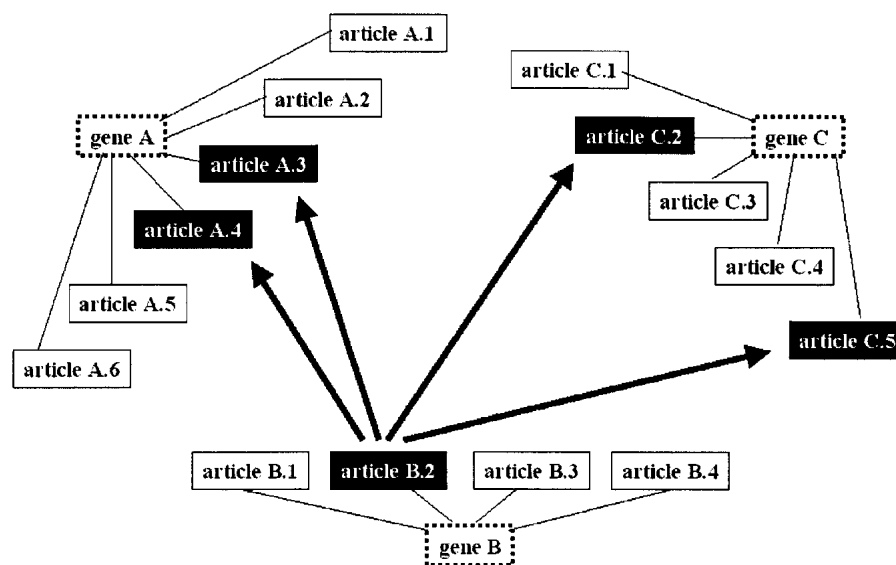 article A.1
article A.2
gene A
article A.3
article A.4
article A.5
article A.6
article C.1
article C.2
gene C
article C.3
article C.4
article C.5
article B.1
article B.2
article B.3
article B.4
gene B